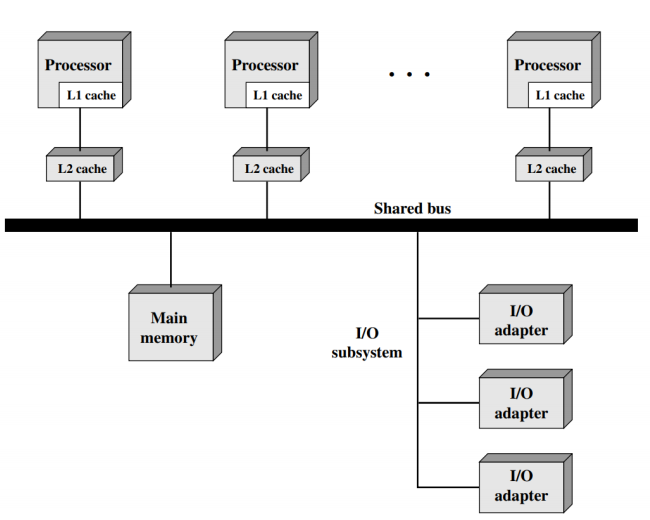 Processor
L1 cache
Processor
L1 cache
. . .
Processor
L1 cache
L2 cache
L2 cache
L2 cache
Shared bus
Main
memory
I/O
subsystem
I/O
adapter
I/O
adapter
I/O
adapter